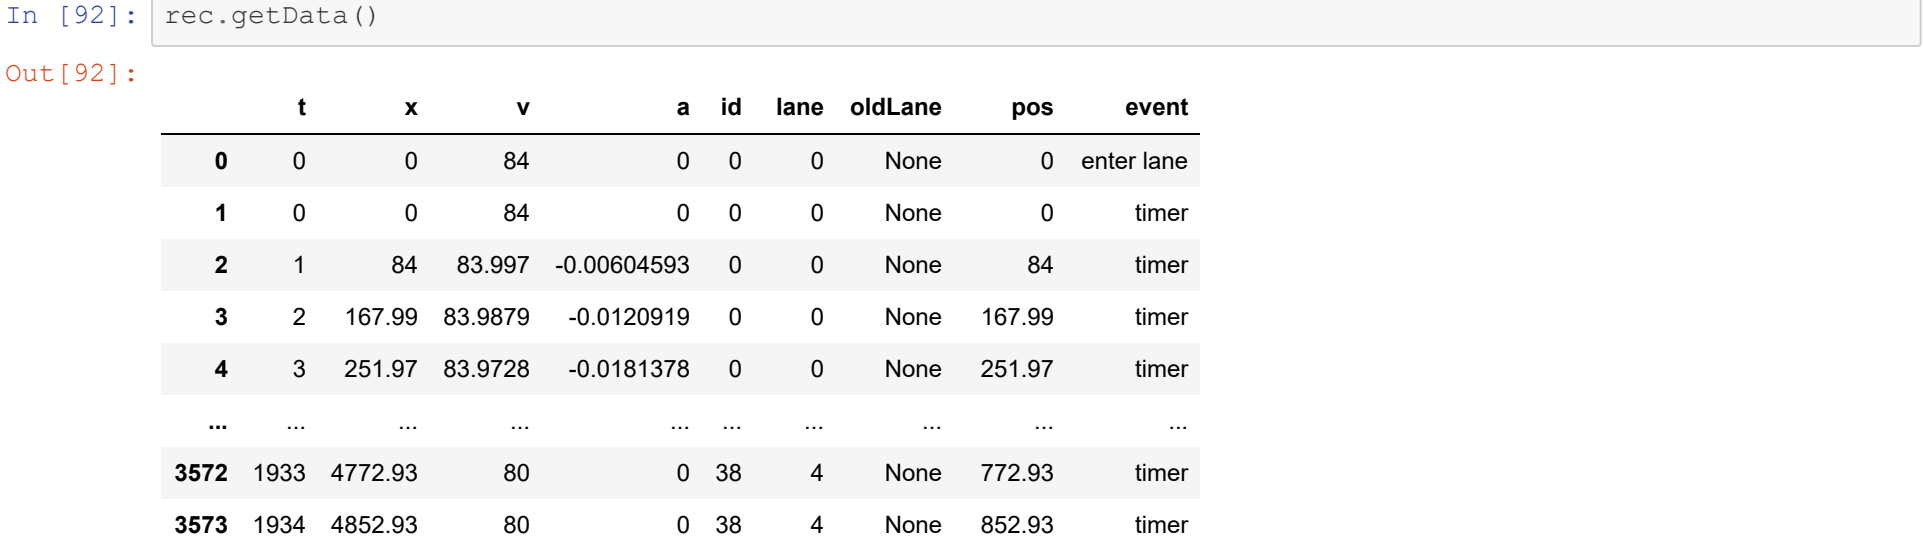 In [92]: rec.getData()
Out[92]:
t x v a id lane oldLane pos event
0 0 0 84 0 0 0 None 0 enter lane
1 0 0 84 0 0 0 None 0 timer
2 1 84 83.997 -0.00604593 0 0 None 84 timer
3 2 167.99 83.9879 -0.0120919 0 0 None 167.99 timer
4 3 251.97 83.9728 -0.0181378 0 0 None 251.97 timer
... ... ... ... ... ... ... ... ... ...
3572 1933 4772.93 80 0 38 4 None 772.93 timer
3573 1934 4852.93 80 0 38 4 None 852.93 timer